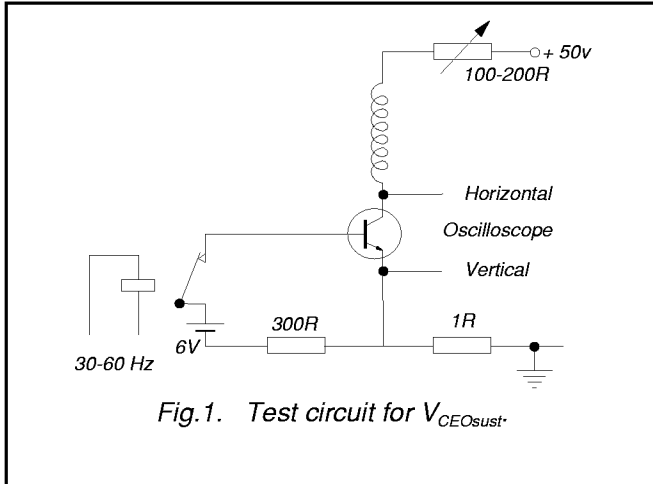 + 50v
100-200R
Horizontal
Oscilloscope
Vertical
300R
1R
6V
30-60 Hz
Fig.1. Test circuit for VCEOsust.